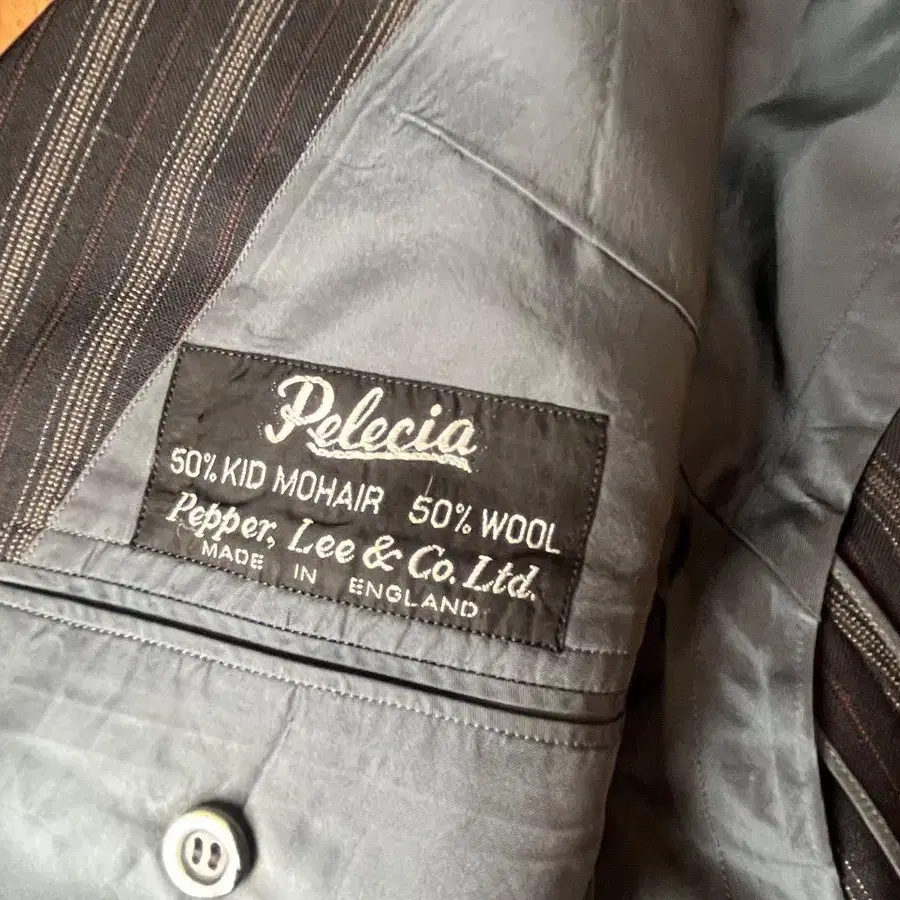 Pelecia
50% KID MOHAIR 50% WOOL
Pepper, Lee & Co. Ltd.
MADE IN ENGLAND